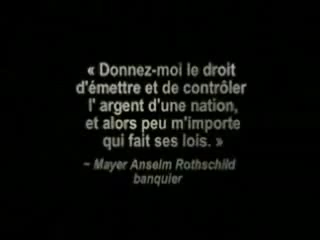 « Donnez-moi le droit
d'émettre et de contrôler
l' argent d'une nation,
et alors peu m'importe
qui fait ses lois. »
~ Mayer Anselm Rothschild
banquier